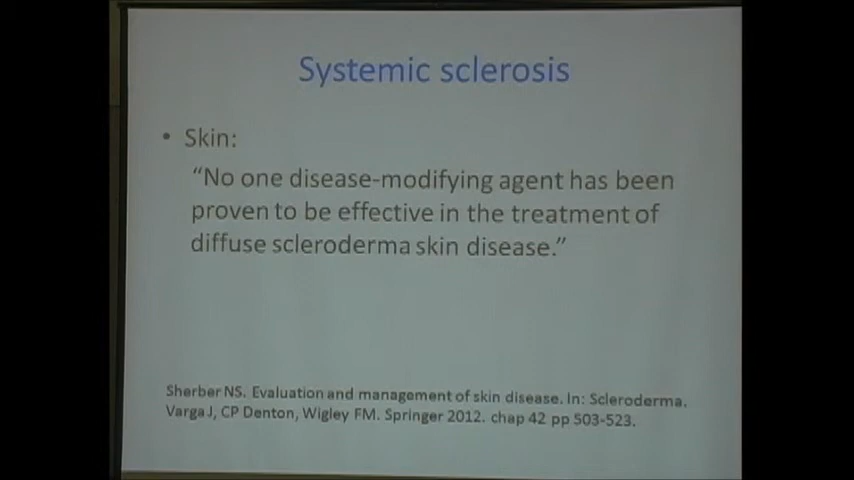 Systemic sclerosis
• Skin:
“No one disease-modifying agent has been
proven to be effective in the treatment of
diffuse scleroderma skin disease.”
Sherber NS. Evaluation and management of skin disease. In: Scleroderma.
Varga J, CP Denton, Wigley FM. Springer 2012. chap 42 pp 503-523.